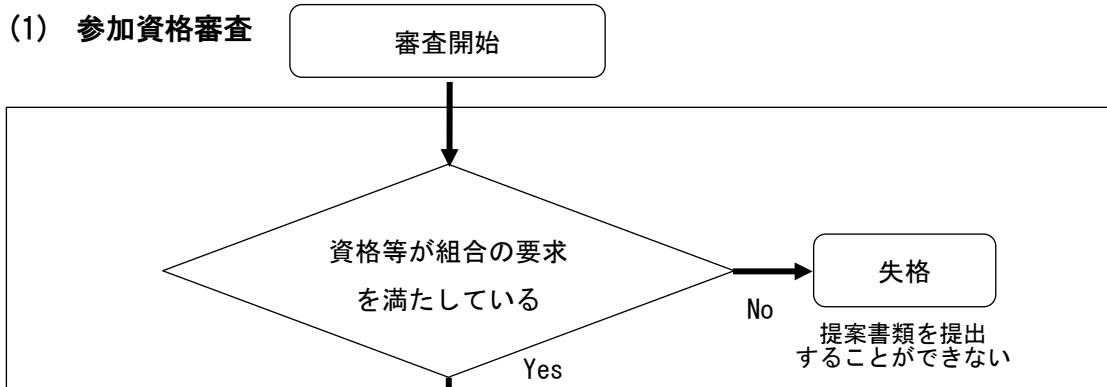 (1) 参加資格審査
審査開始
資格等が組合の要求
を満たしている
失格
No
提案書類を提出
することができない
Yes